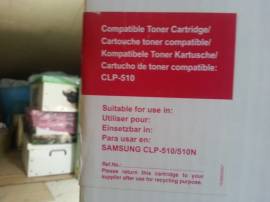 Compatible Toner Cartridge/
Cartouche toner compatible/
Kompatibele Toner Kartusche/
Cartucho de toner compatible:
CLP-510
Suitable for use in:
Utiliser pour:
Einsetzbar in:
Para usar en:
SAMSUNG CLP-510/510N
Ref.No.:
Please return this cartridge to your
supplier after use for recycling purpose.